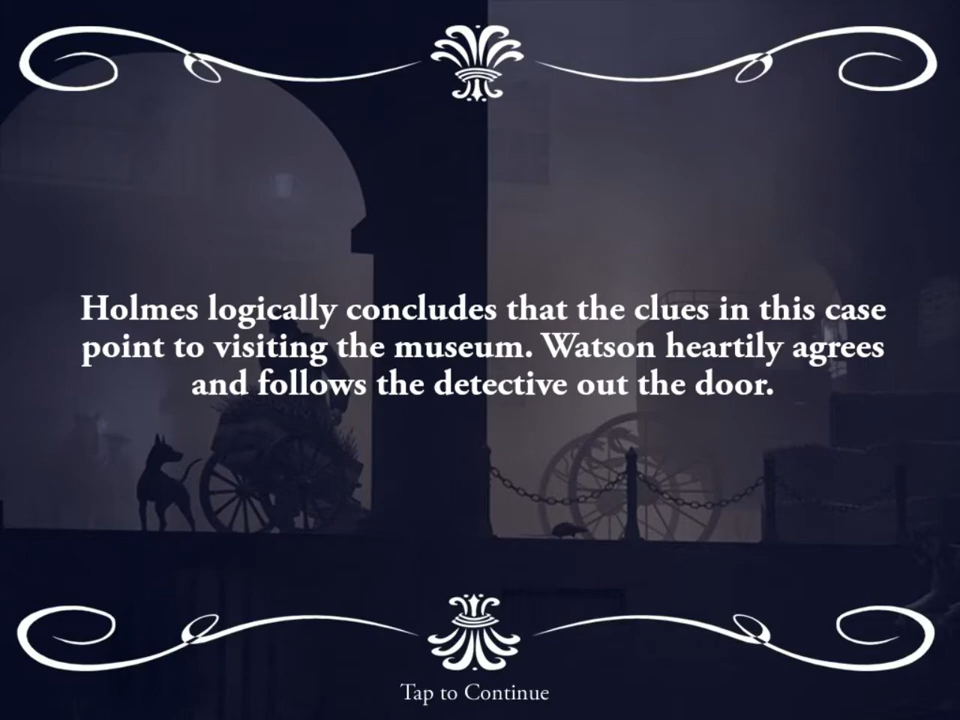 Holmes logically concludes that the clues in this case
point to visiting the museum. Watson heartily agrees
and follows the detective out the door.
Tap to Continue